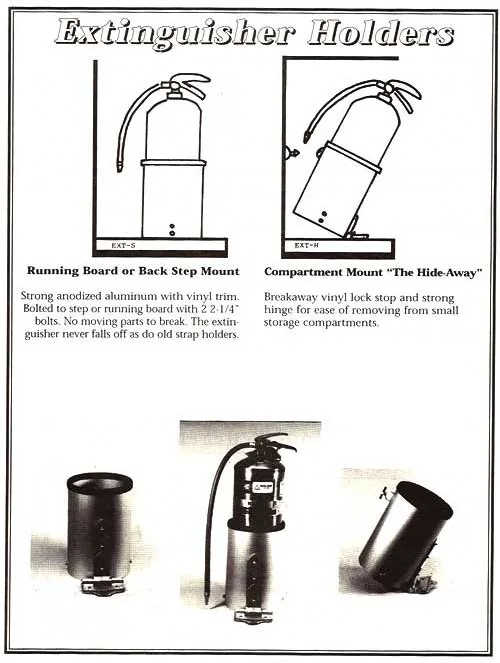 Extinguisher Holders
EXT-S
EXT-H
Running Board or Back Step Mount
Strong anodized aluminum with vinyl trim.
Bolted to step or running board with 2 2-1/4"
bolts. No moving parts to break. The extin-
guisher never falls off as do old strap holders.
Compartment Mount "The Hide-Away"
Breakaway vinyl lock stop and strong
hinge for ease of removing from small
storage compartments.